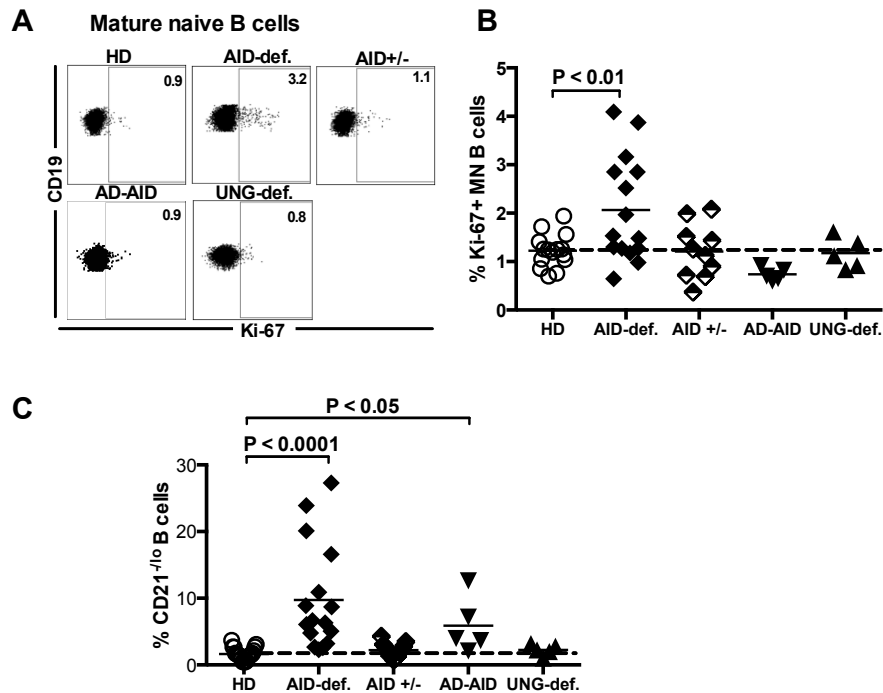 A
Mature naive B cells
HD
AID-def.
AID+/-
0.9
3.2
1.1
AD-AID
UNG-def.
0.9
0.8
CD19
Ki-67
B
P < 0.01
% Ki-67+ MN B cells
5
4
3
2
1
0
HD
AID-def.
AID +/-
AD-AID
UNG-def.
C
P < 0.05
P < 0.0001
% CD21-/lo B cells
30
20
10
0
HD
AID-def.
AID +/-
AD-AID
UNG-def.